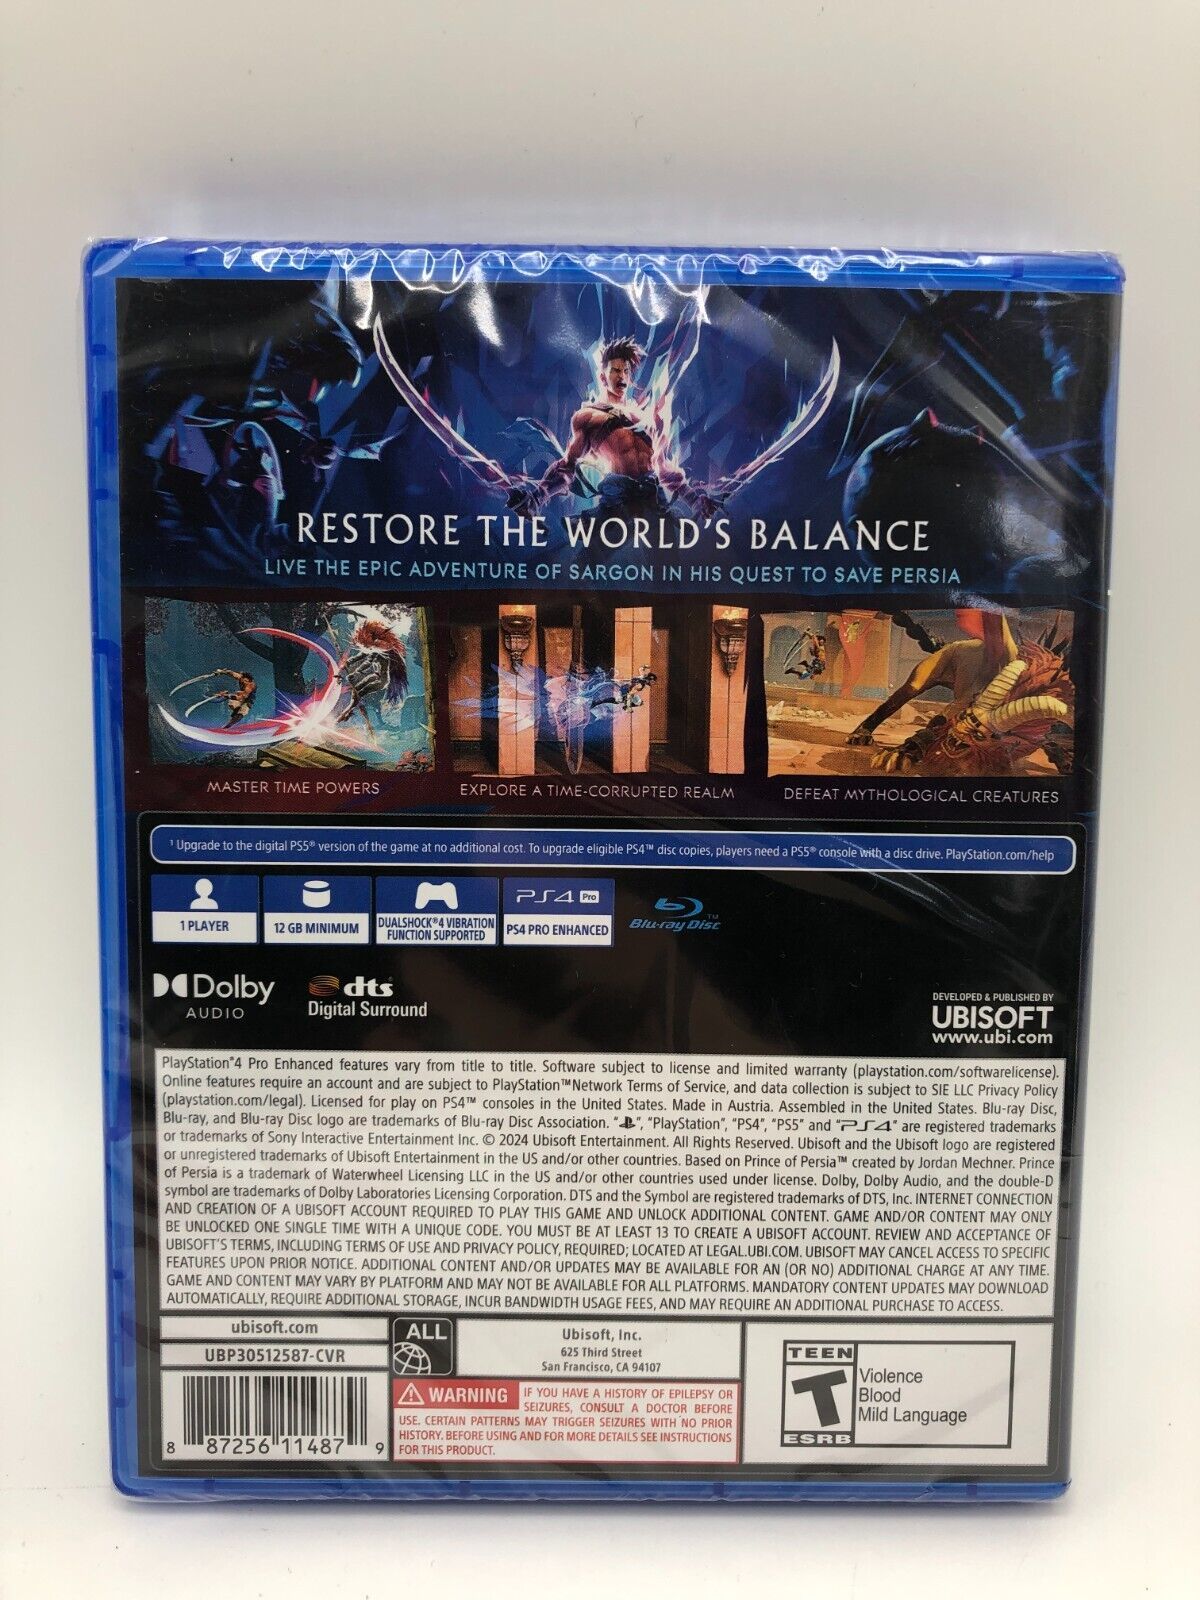 RESTORE THE WORLD'S BALANCE
LIVE THE EPIC ADVENTURE OF SARGON IN HIS QUEST TO SAVE PERSIA
MASTER TIME POWERS
EXPLORE A TIME-CORRUPTED REALM
DEFEAT MYTHOLOGICAL CREATURES
¹ Upgrade to the digital PS5® version of the game at no additional cost. To upgrade eligible PS4™ disc copies, players need a PS5® console with a disc drive. PlayStation.com/help
PS4 Pro
1 PLAYER
12 GB MINIMUM
DUALSHOCK®4 VIBRATION
FUNCTION SUPPORTED
PS4 PRO ENHANCED
Blu-ray Disc™
Dolby
AUDIO
dts
Digital Surround
DEVELOPED & PUBLISHED BY
UBISOFT
www.ubi.com
PlayStation®4 Pro Enhanced features vary from title to title. Software subject to license and limited warranty (playstation.com/softwarelicense).
Online features require an account and are subject to PlayStation™Network Terms of Service, and data collection is subject to SIE LLC Privacy Policy
(playstation.com/legal). Licensed for play on PS4™ consoles in the United States. Made in Austria. Assembled in the United States. Blu-ray Disc,
Blu-ray, and Blu-ray Disc logo are trademarks of Blu-ray Disc Association. "PS", "PlayStation", "PS4", "PS5" and "PS4" are registered trademarks
or trademarks of Sony Interactive Entertainment Inc. © 2024 Ubisoft Entertainment. All Rights Reserved. Ubisoft and the Ubisoft logo are registered
or unregistered trademarks of Ubisoft Entertainment in the US and/or other countries. Based on Prince of Persia™ created by Jordan Mechner. Prince
of Persia is a trademark of Waterwheel Licensing LLC in the US and/or other countries used under license. Dolby, Dolby Audio, and the double-D
symbol are trademarks of Dolby Laboratories Licensing Corporation. DTS and the Symbol are registered trademarks of DTS, Inc. INTERNET CONNECTION
AND CREATION OF A UBISOFT ACCOUNT REQUIRED TO PLAY THIS GAME AND UNLOCK ADDITIONAL CONTENT. GAME AND/OR CONTENT MAY ONLY
BE UNLOCKED ONE SINGLE TIME WITH A UNIQUE CODE. YOU MUST BE AT LEAST 13 TO CREATE A UBISOFT ACCOUNT. REVIEW AND ACCEPTANCE OF
UBISOFT'S TERMS, INCLUDING TERMS OF USE AND PRIVACY POLICY, REQUIRED; LOCATED AT LEGAL.UBI.COM. UBISOFT MAY CANCEL ACCESS TO SPECIFIC
FEATURES UPON PRIOR NOTICE. ADDITIONAL CONTENT AND/OR UPDATES MAY BE AVAILABLE FOR AN (OR NO) ADDITIONAL CHARGE AT ANY TIME.
GAME AND CONTENT MAY VARY BY PLATFORM AND MAY NOT BE AVAILABLE FOR ALL PLATFORMS. MANDATORY CONTENT UPDATES MAY DOWNLOAD
AUTOMATICALLY, REQUIRE ADDITIONAL STORAGE, INCUR BANDWIDTH USAGE FEES, AND MAY REQUIRE AN ADDITIONAL PURCHASE TO ACCESS.
ubisoft.com
UBP30512587-CVR
8 87256 11487 9
ALL
Ubisoft, Inc.
625 Third Street
San Francisco, CA 94107
WARNING IF YOU HAVE A HISTORY OF EPILEPSY OR
SEIZURES, CONSULT A DOCTOR BEFORE
USE. CERTAIN PATTERNS MAY TRIGGER SEIZURES WITH NO PRIOR
HISTORY. BEFORE USING AND FOR MORE DETAILS SEE INSTRUCTIONS
FOR THIS PRODUCT.
TEEN
T
ESRB
Violence
Blood
Mild Language